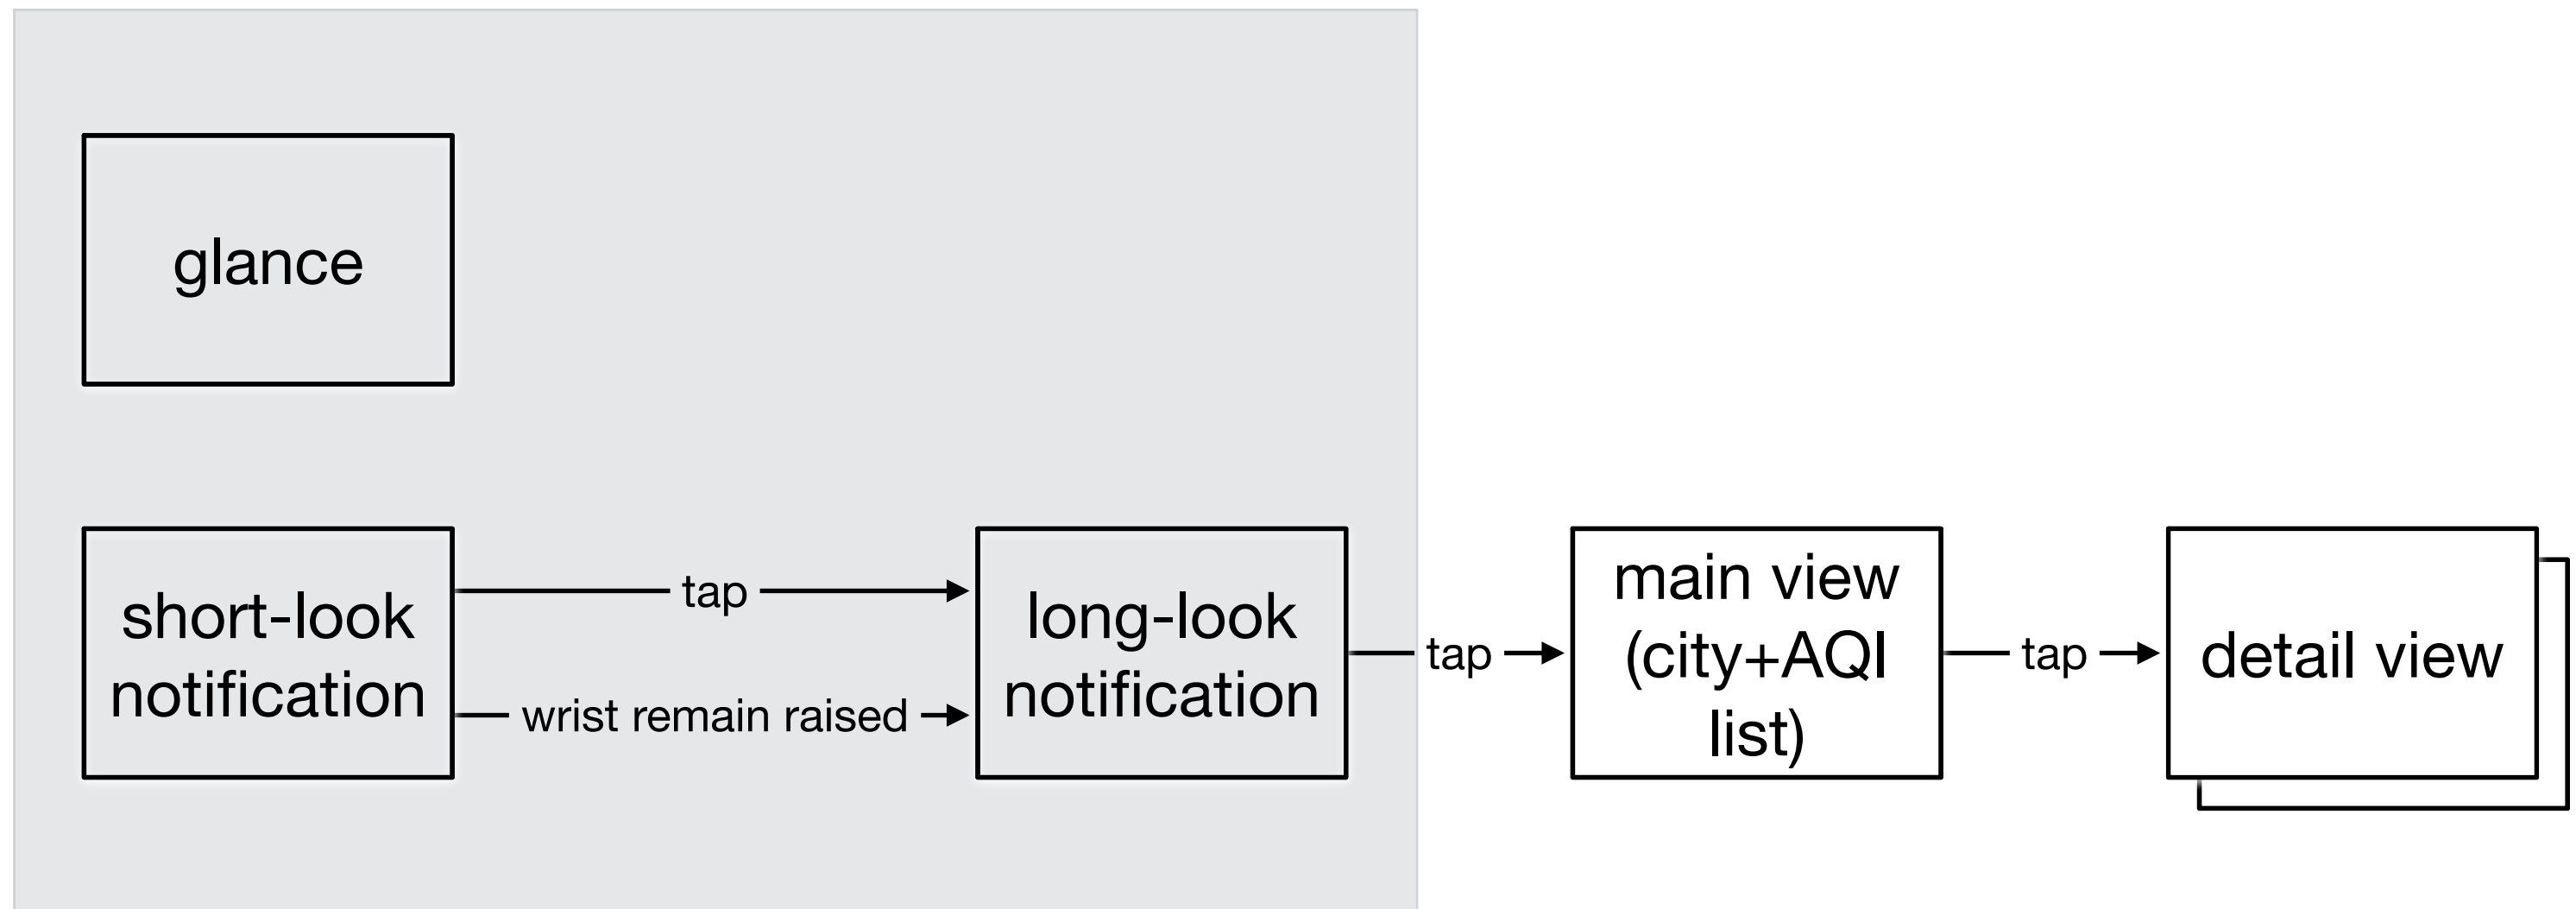 glance
short-look
notification
tap
wrist remain raised
long-look
notification
tap
main view
(city+AQI
list)
tap
detail view